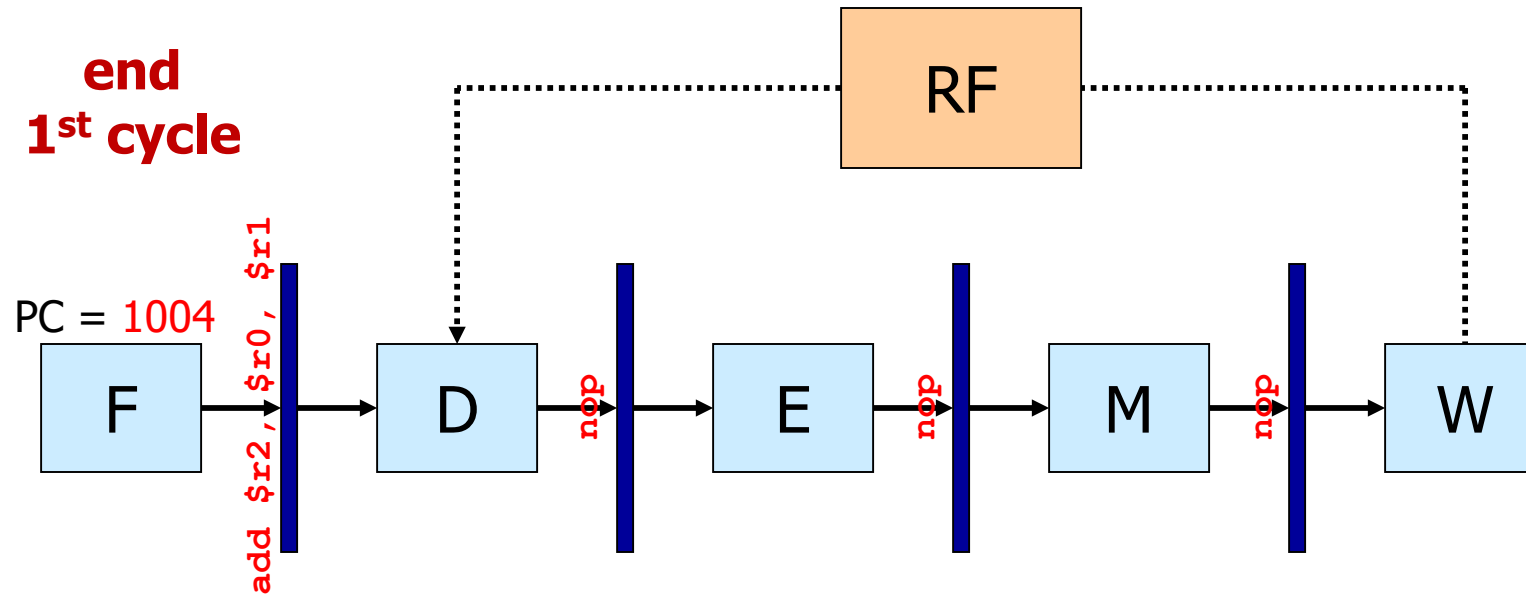 end
1st cycle
RF
PC = 1004
add $r2,$r0, $r1
nop
nop
nop
F
D
E
M
W